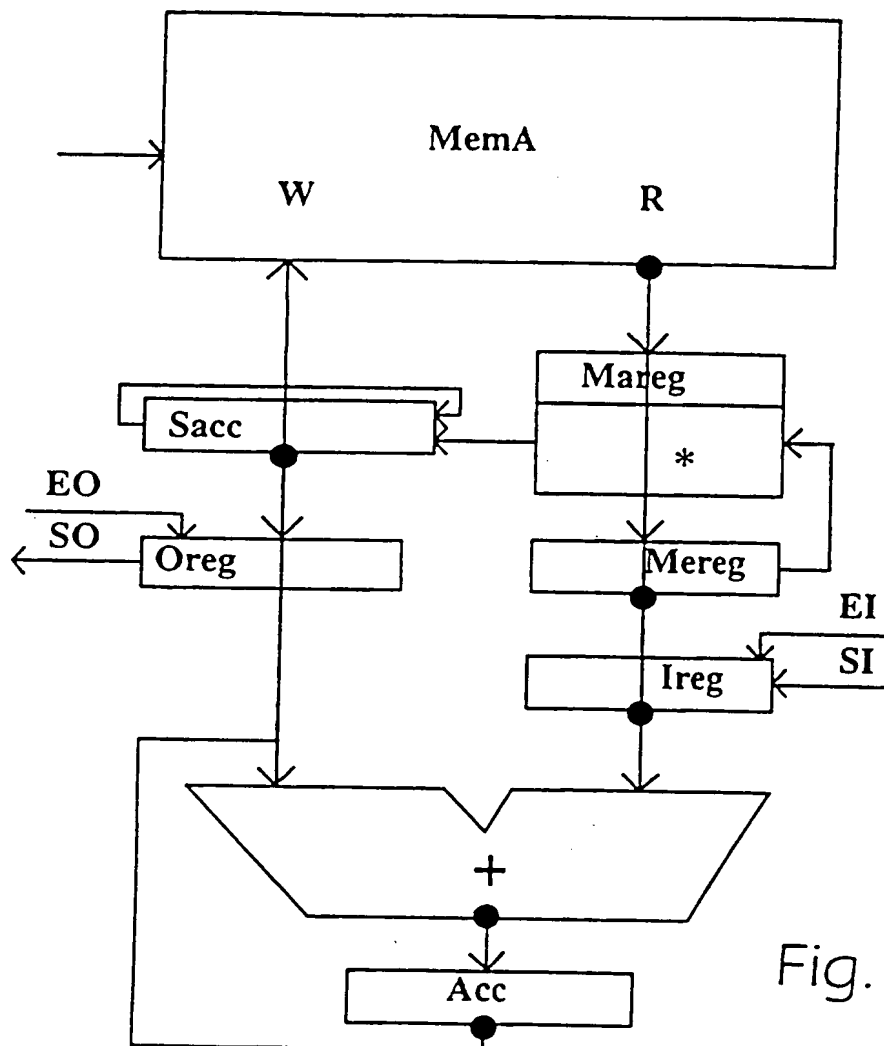 MemA
W R
Mareg
Sacc
*
EO
SO
Oreg
Mereg
EI
SI
Ireg
+
Acc
Fig.